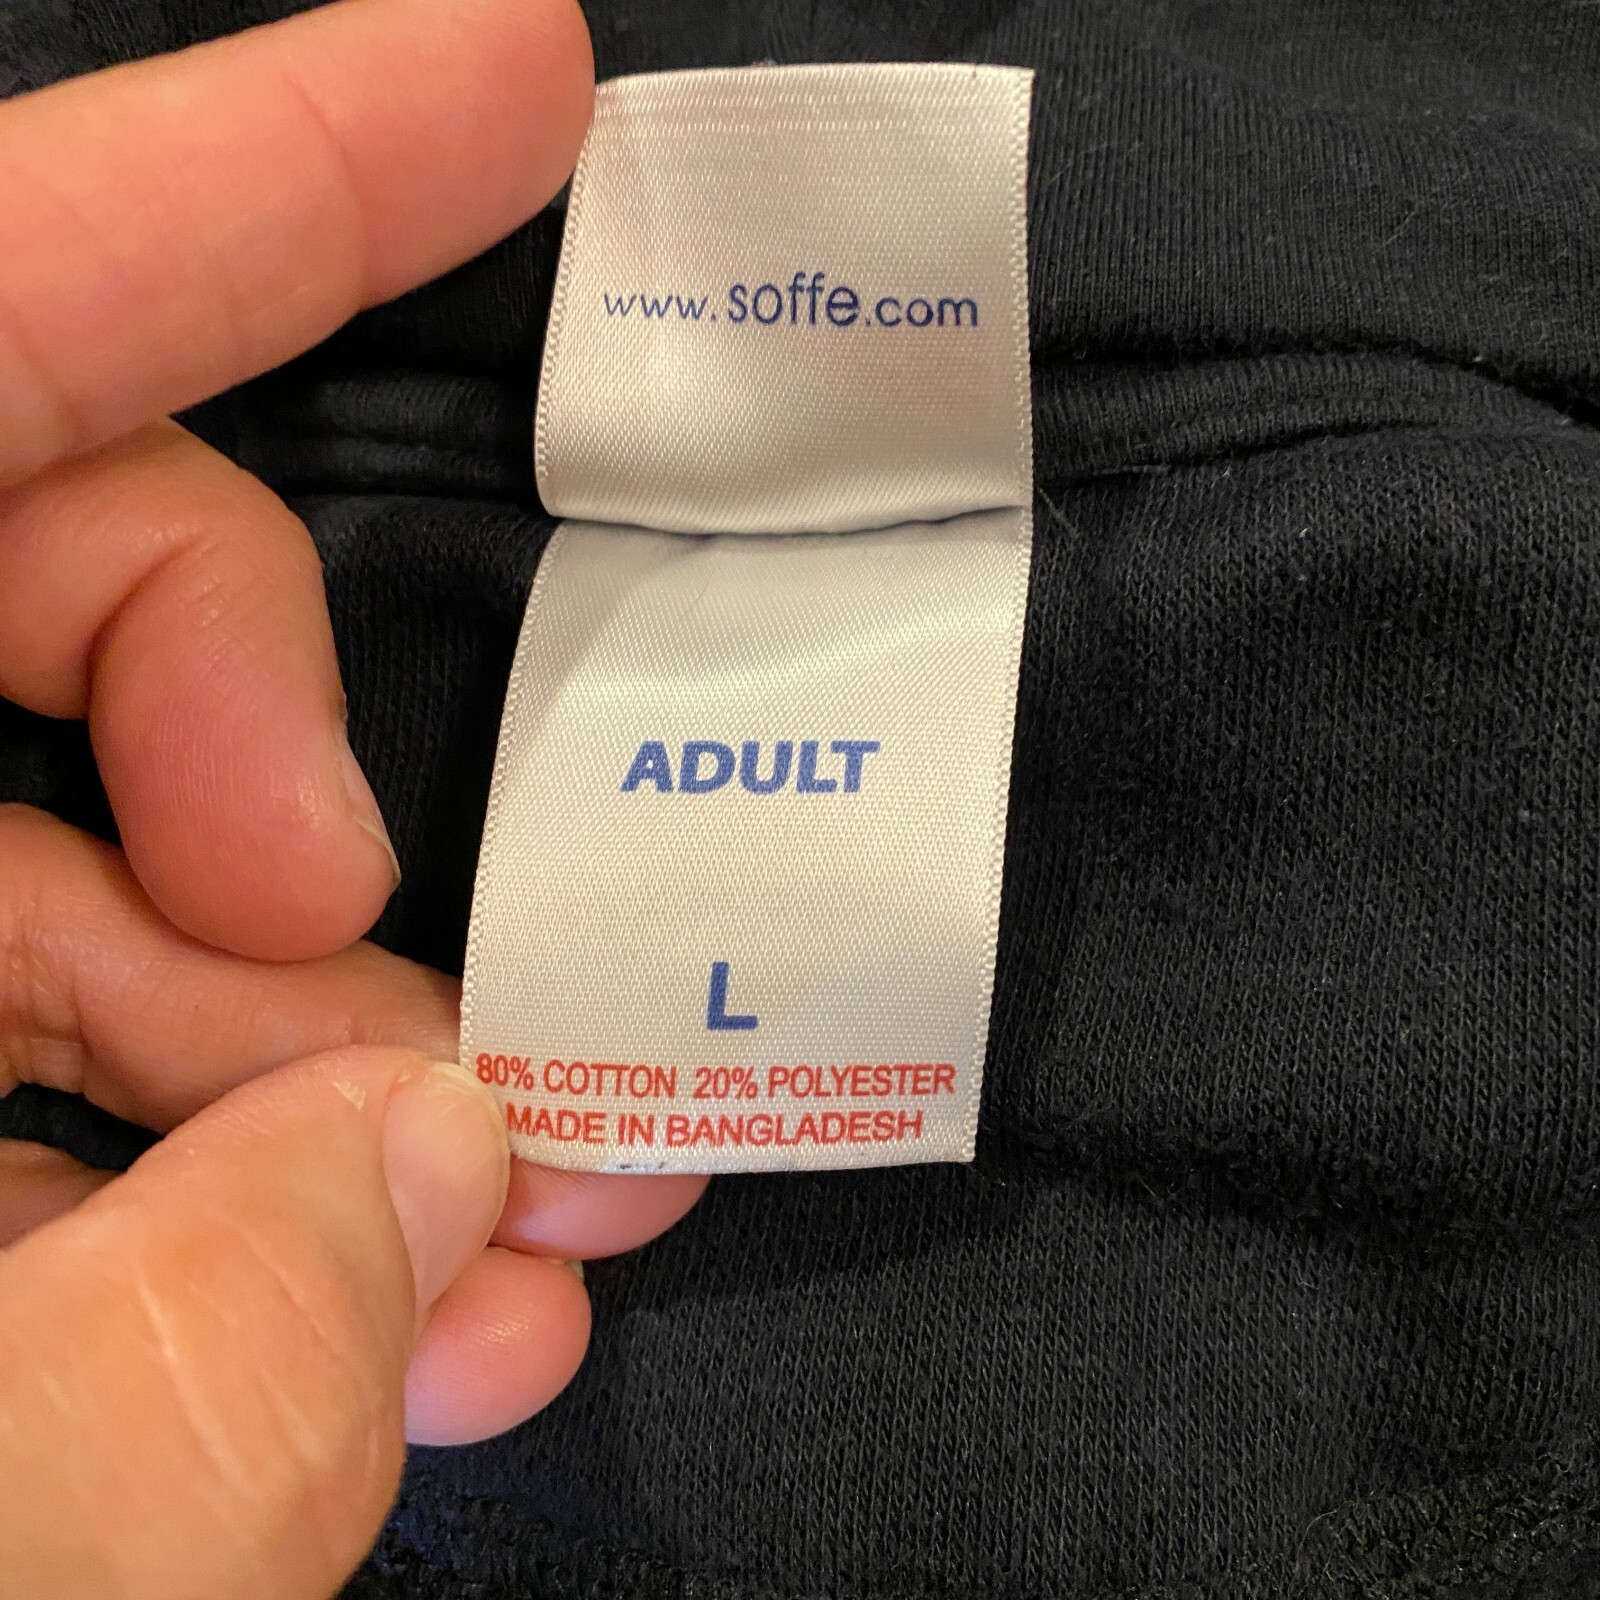 www.soffe.com
ADULT
L
80% COTTON 20% POLYESTER
MADE IN BANGLADESH